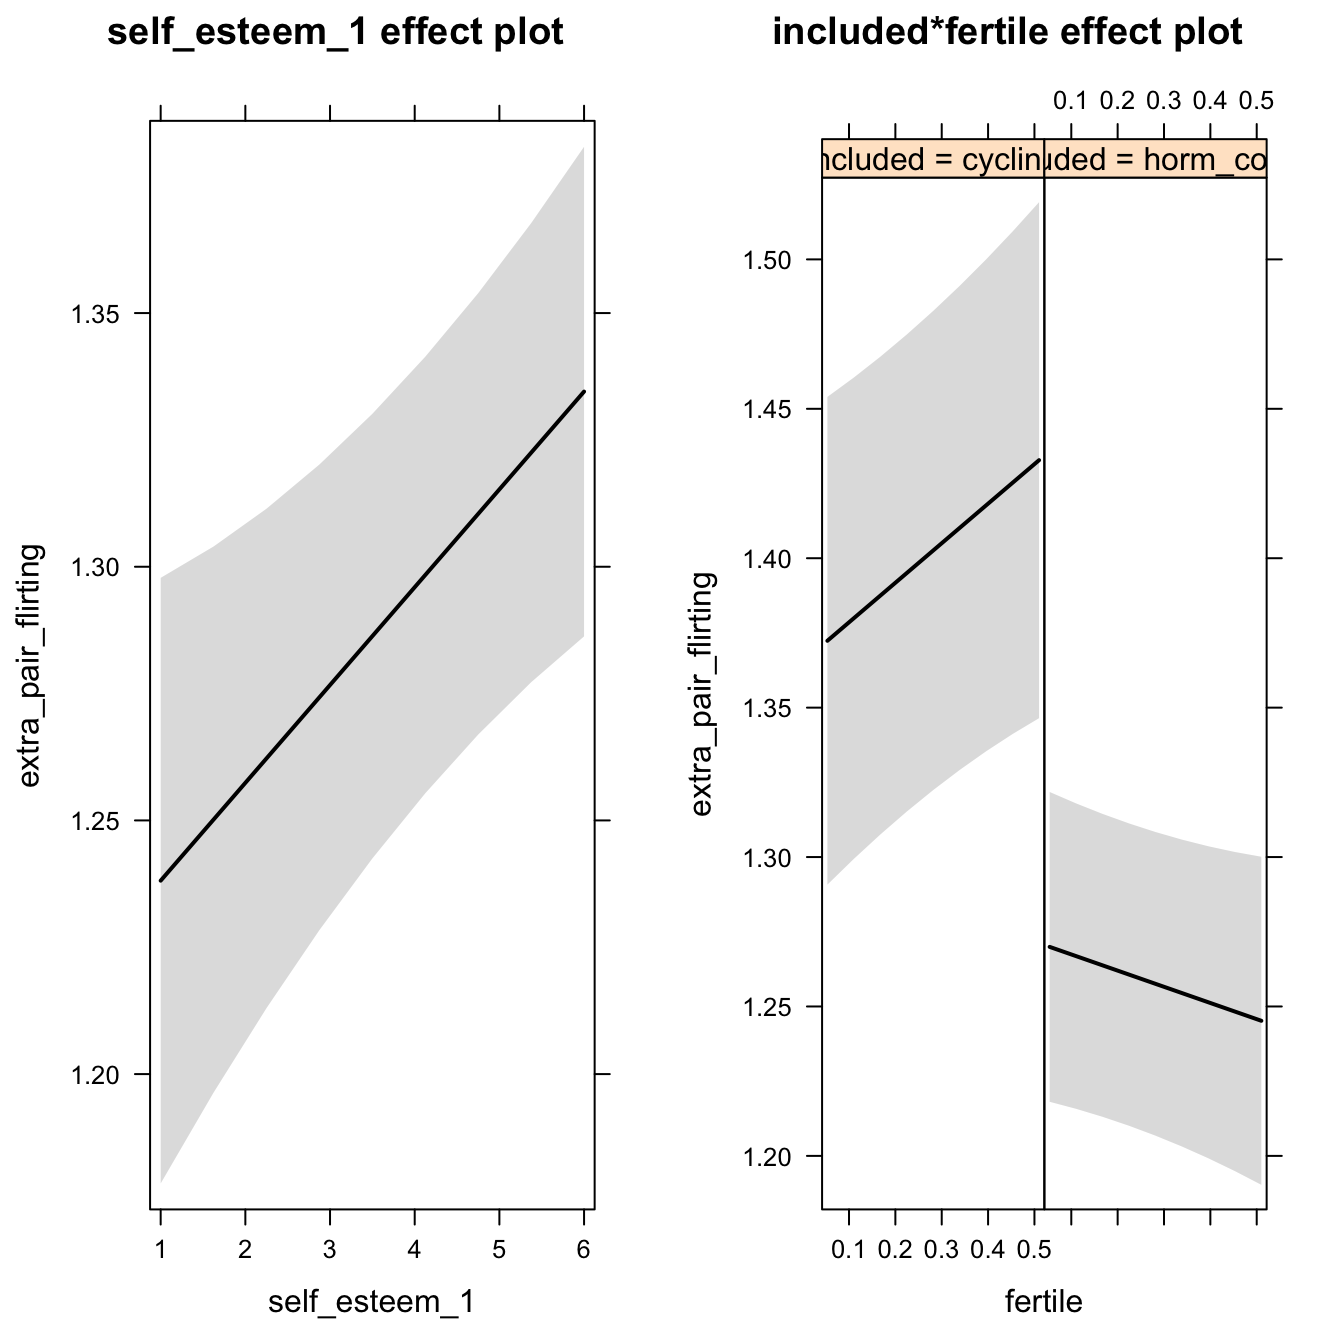 self_esteem_1 effect plot
extra_pair_flirting
1.35
1.30
1.25
1.20
1 2 3 4 5 6
self_esteem_1
included*fertile effect plot
0.1 0.2 0.3 0.4 0.5
ncluded = cyclin
uded = horm_co
extra_pair_flirting
1.50
1.45
1.40
1.35
1.30
1.25
1.20
0.1 0.2 0.3 0.4 0.5
fertile